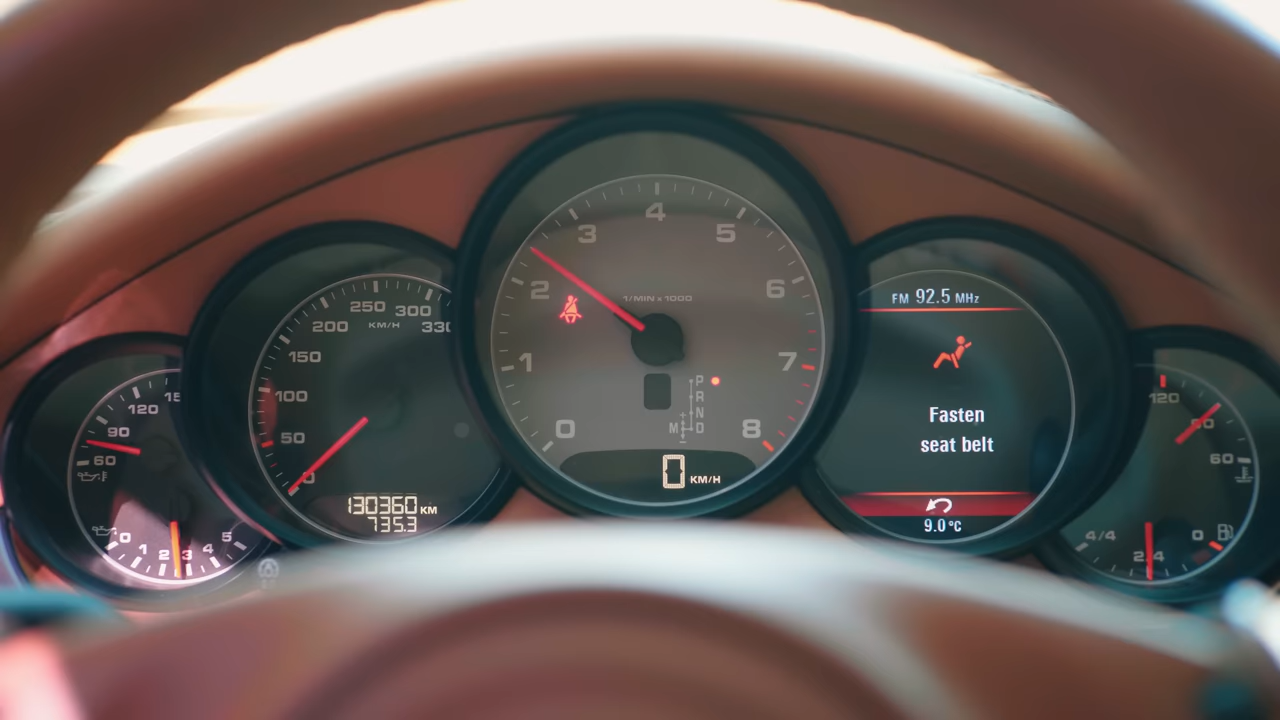 120
15
90
60
0
1
2
3
4
5
250
300
200
KM/H
330
150
100
50
0
130360 KM
735.3
4
3
5
2
6
1/MIN x 1000
1
7
0
8
P
R
N
M D
0 KM/H
FM 92.5 MHz
Fasten
seat belt
9.0 °C
120
60
4/4
2 4
0